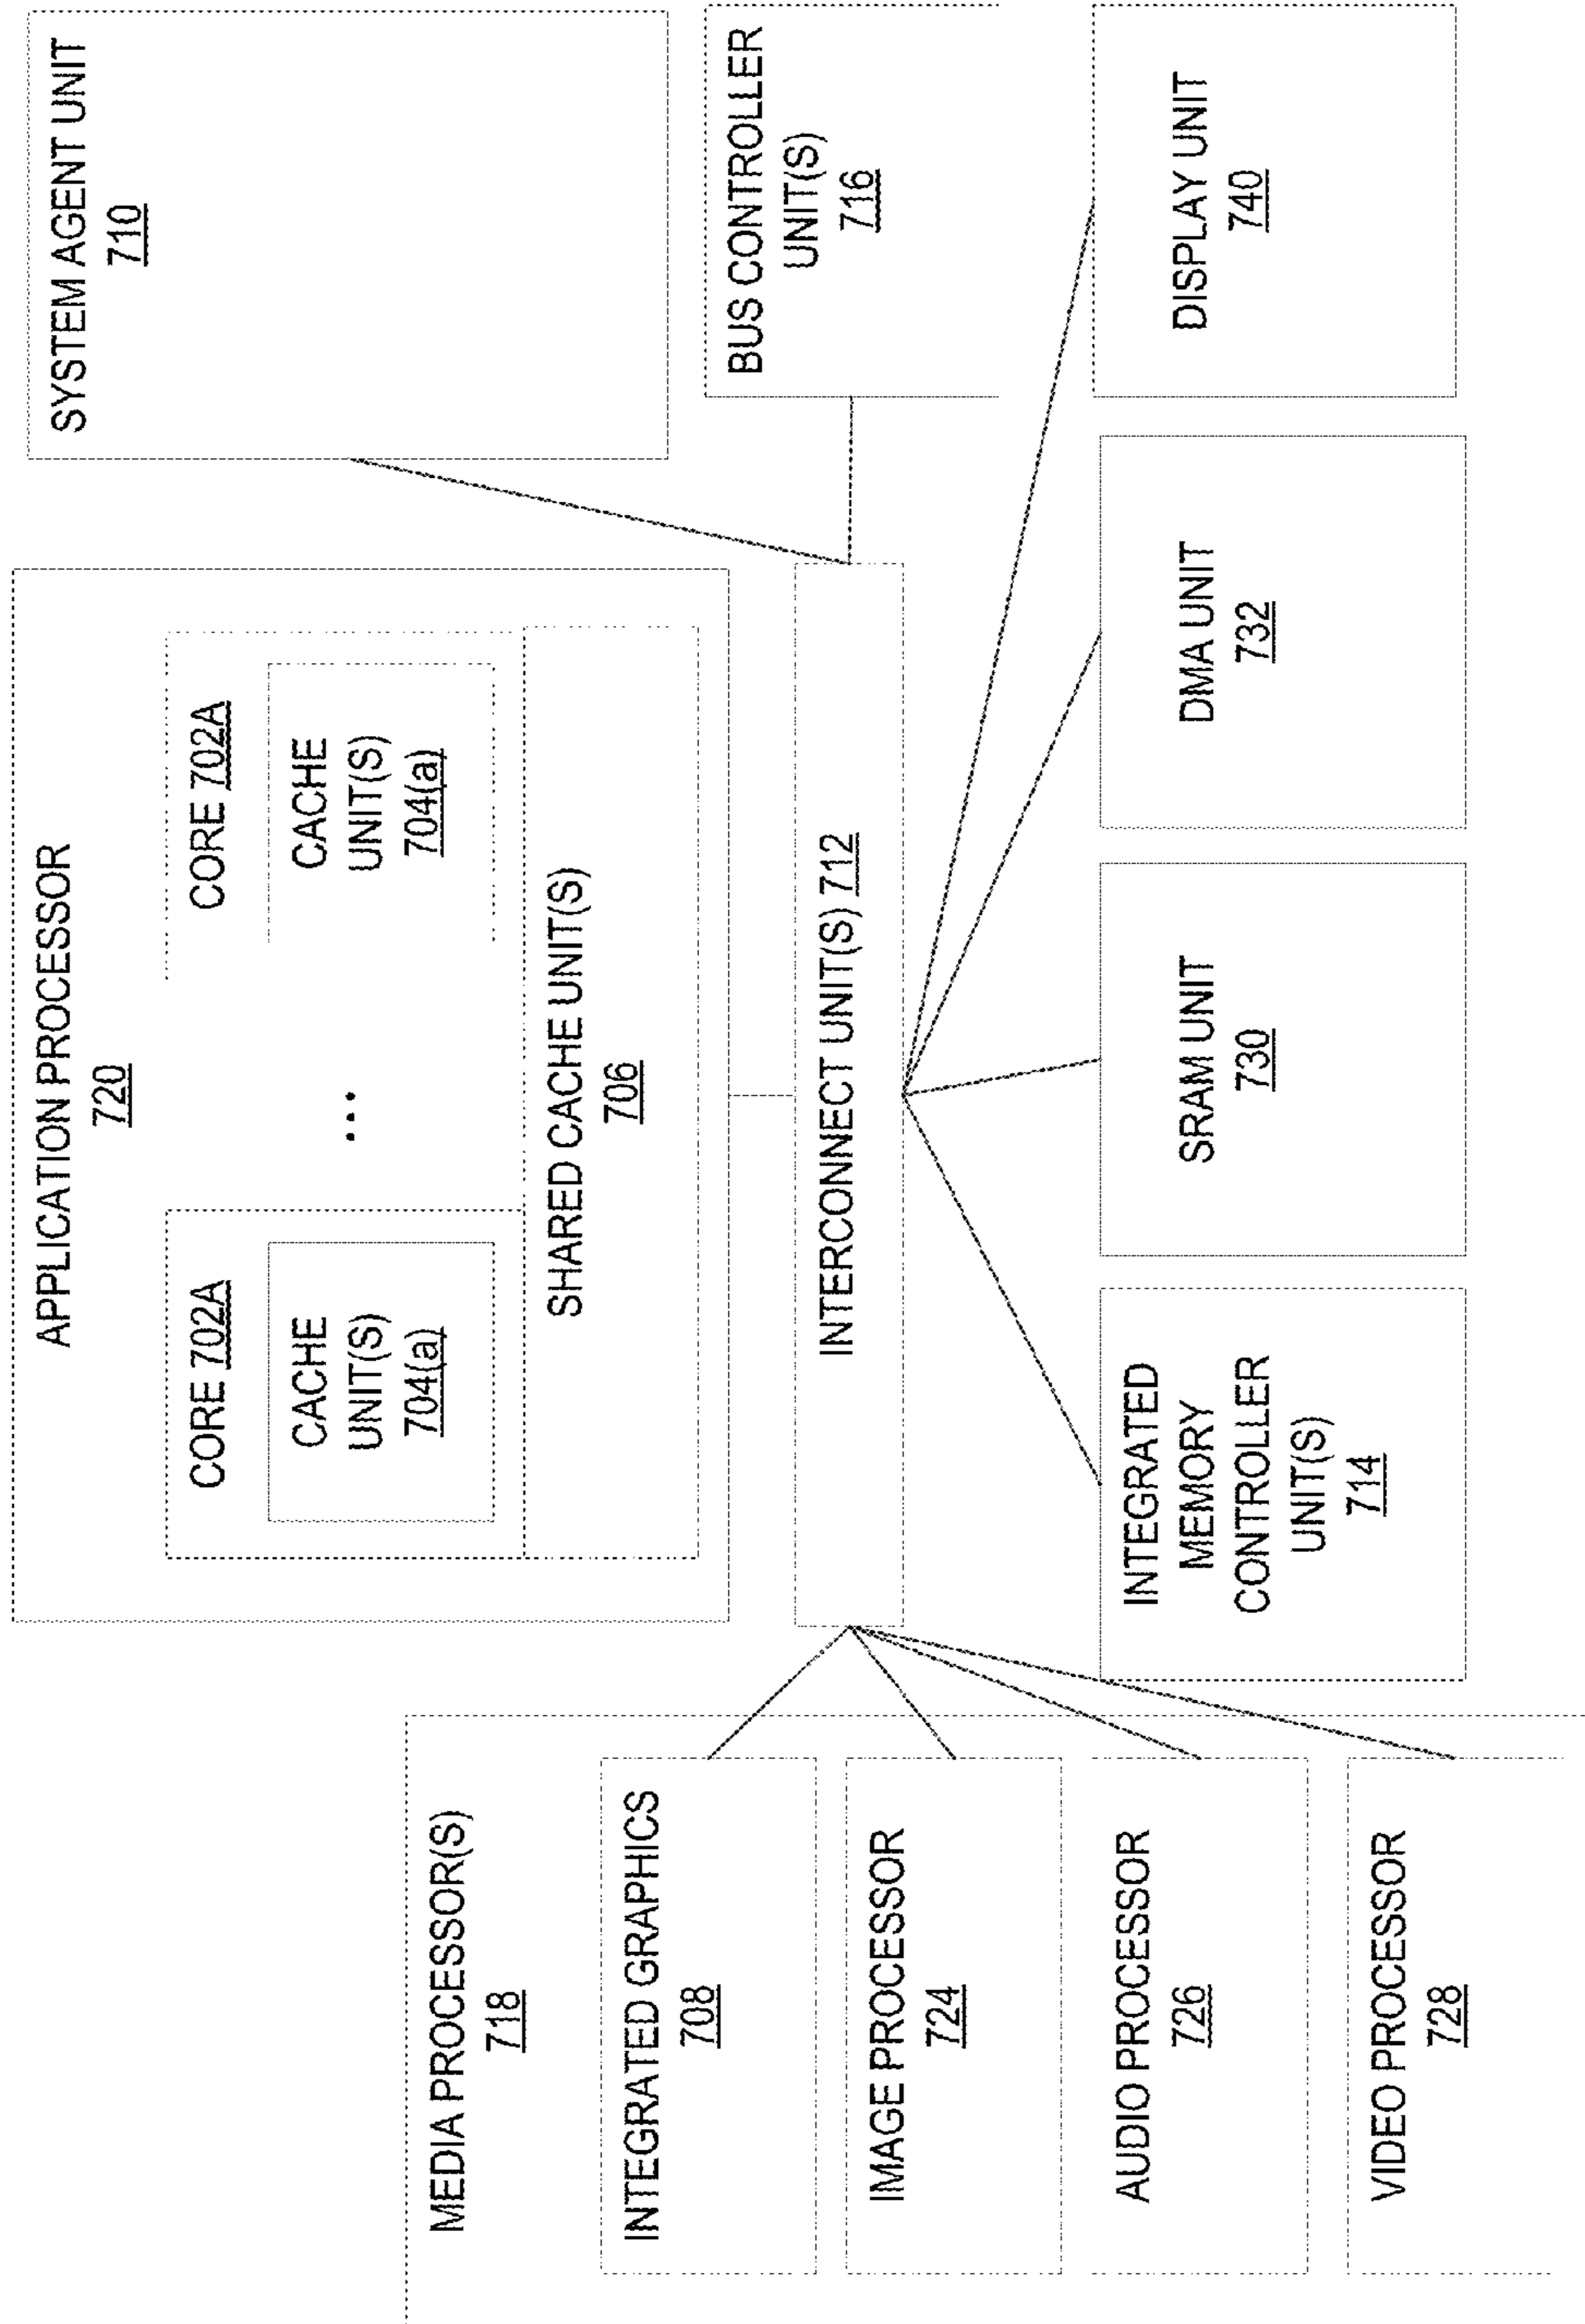 APPLICATION PROCESSOR
720
CORE 702A
CACHE
UNIT(S)
704(a)
...
CORE 702A
CACHE
UNIT(S)
704(a)
SHARED CACHE UNIT(S)
706
SYSTEM AGENT UNIT
710
MEDIA PROCESSOR(S)
718
INTEGRATED GRAPHICS
708
IMAGE PROCESSOR
724
AUDIO PROCESSOR
726
VIDEO PROCESSOR
728
INTERCONNECT UNIT(S) 712
BUS CONTROLLER
UNIT(S)
716
INTEGRATED
MEMORY
CONTROLLER
UNIT(S)
714
SRAM UNIT
730
DMA UNIT
732
DISPLAY UNIT
740